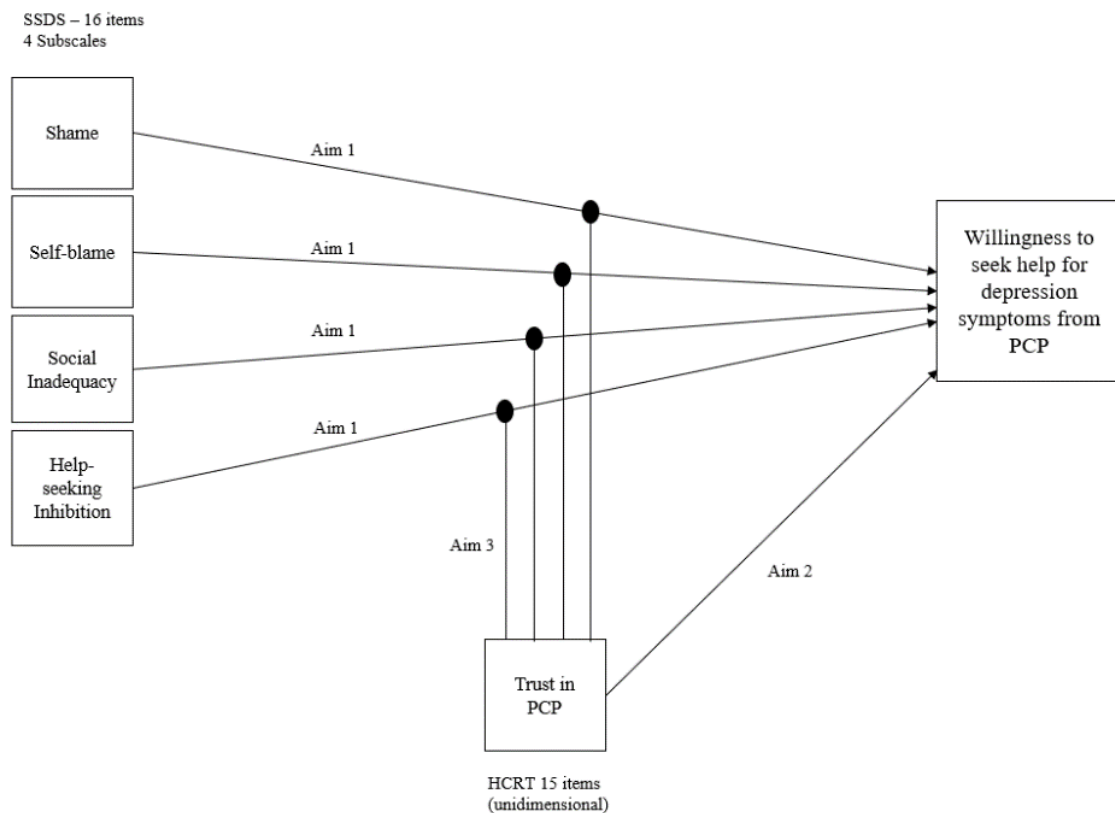 SSDS – 16 items
4 Subscales
Shame
Aim 1
Self-blame
Aim 1
Social
Inadequacy
Aim 1
Help-
seeking
Inhibition
Aim 1
Willingness to
seek help for
depression
symptoms from
PCP
Aim 3
Aim 2
Trust in
PCP
HCRT 15 items
(unidimensional)